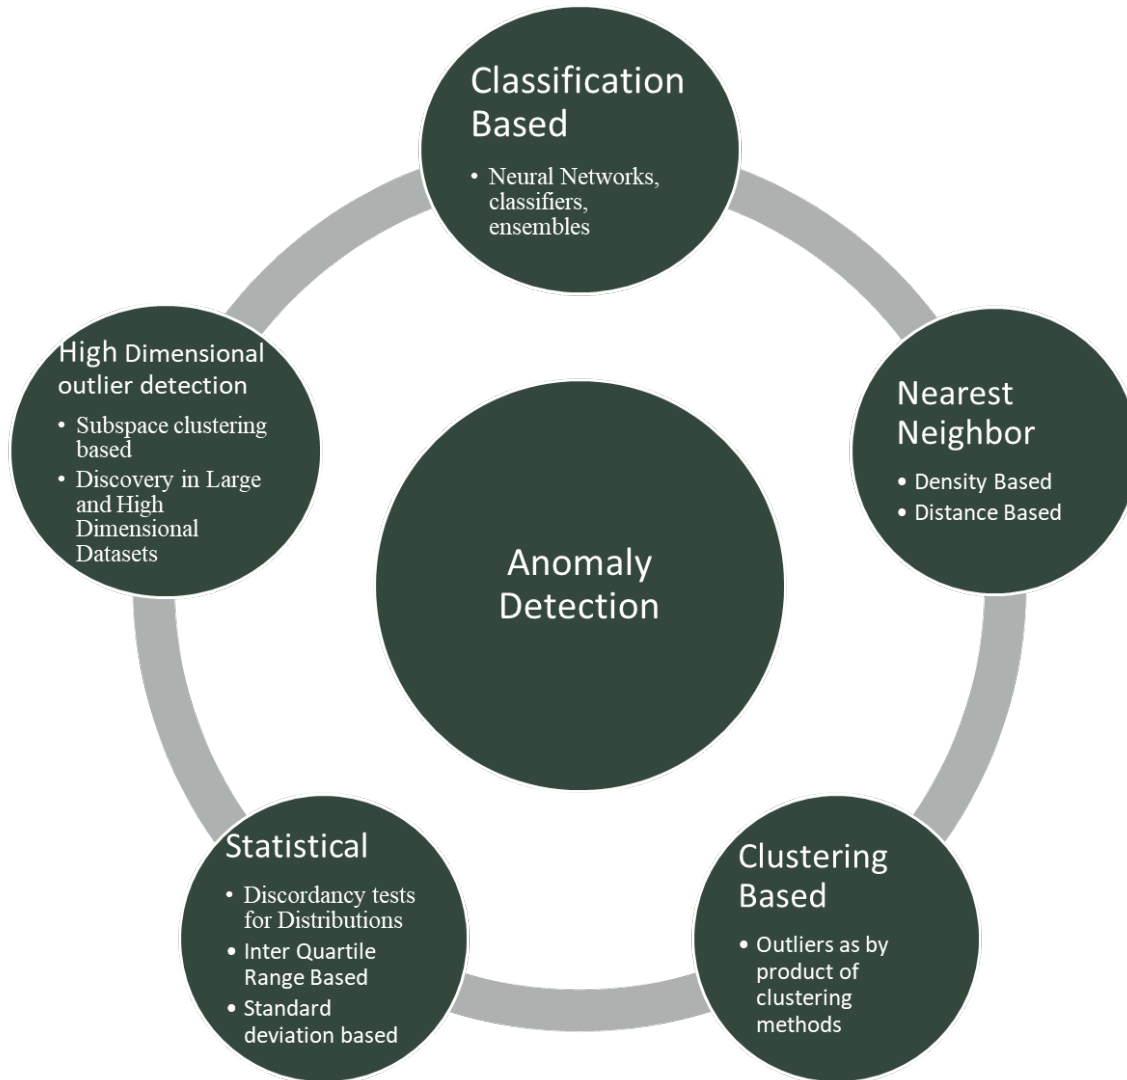 Classification
Based
• Neural Networks,
classifiers,
ensembles
Nearest
Neighbor
• Density Based
• Distance Based
Clustering
Based
• Outliers as by
product of
clustering
methods
Statistical
• Discordancy tests
for Distributions
• Inter Quartile
Range Based
• Standard
deviation based
High Dimensional
outlier detection
• Subspace clustering
based
• Discovery in Large
and High
Dimensional
Datasets
Anomaly
Detection